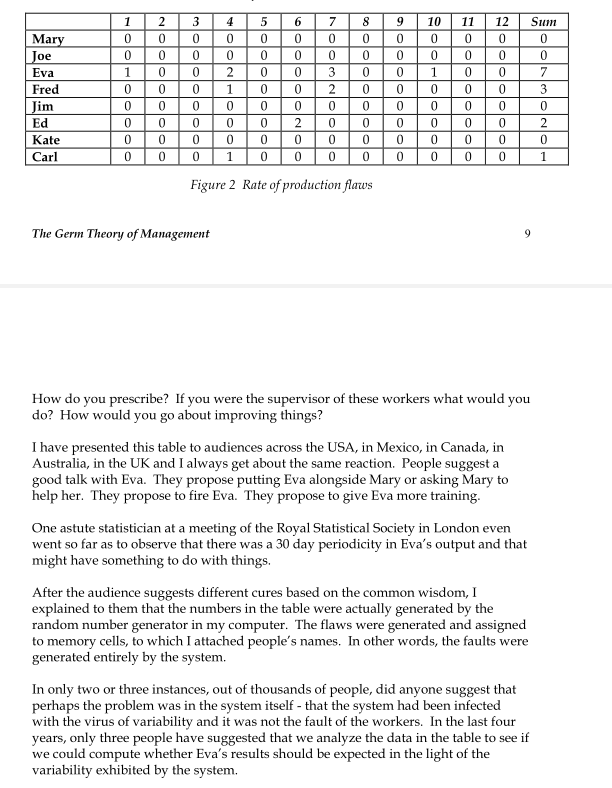 1 2 3 4 5 6 7 8 9 10 11 12 Sum
Mary 0 0 0 0 0 0 0 0 0 0 0 0 0
Joe 0 0 0 0 0 0 0 0 0 0 0 0 0
Eva 1 0 0 2 0 0 3 0 0 1 0 0 7
Fred 0 0 0 1 0 0 2 0 0 0 0 0 3
Jim 0 0 0 0 0 0 0 0 0 0 0 0 0
Ed 0 0 0 0 0 2 0 0 0 0 0 0 2
Kate 0 0 0 0 0 0 0 0 0 0 0 0 0
Carl 0 0 0 1 0 0 0 0 0 0 0 0 1
Figure 2 Rate of production flaws
The Germ Theory of Management 9
How do you prescribe? If you were the supervisor of these workers what would you
do? How would you go about improving things?
I have presented this table to audiences across the USA, in Mexico, in Canada, in
Australia, in the UK and I always get about the same reaction. People suggest a
good talk with Eva. They propose putting Eva alongside Mary or asking Mary to
help her. They propose to fire Eva. They propose to give Eva more training.
One astute statistician at a meeting of the Royal Statistical Society in London even
went so far as to observe that there was a 30 day periodicity in Eva's output and that
might have something to do with things.
After the audience suggests different cures based on the common wisdom, I
explained to them that the numbers in the table were actually generated by the
random number generator in my computer. The flaws were generated and assigned
to memory cells, to which I attached people's names. In other words, the faults were
generated entirely by the system.
In only two or three instances, out of thousands of people, did anyone suggest that
perhaps the problem was in the system itself - that the system had been infected
with the virus of variability and it was not the fault of the workers. In the last four
years, only three people have suggested that we analyze the data in the table to see if
we could compute whether Eva's results should be expected in the light of the
variability exhibited by the system.